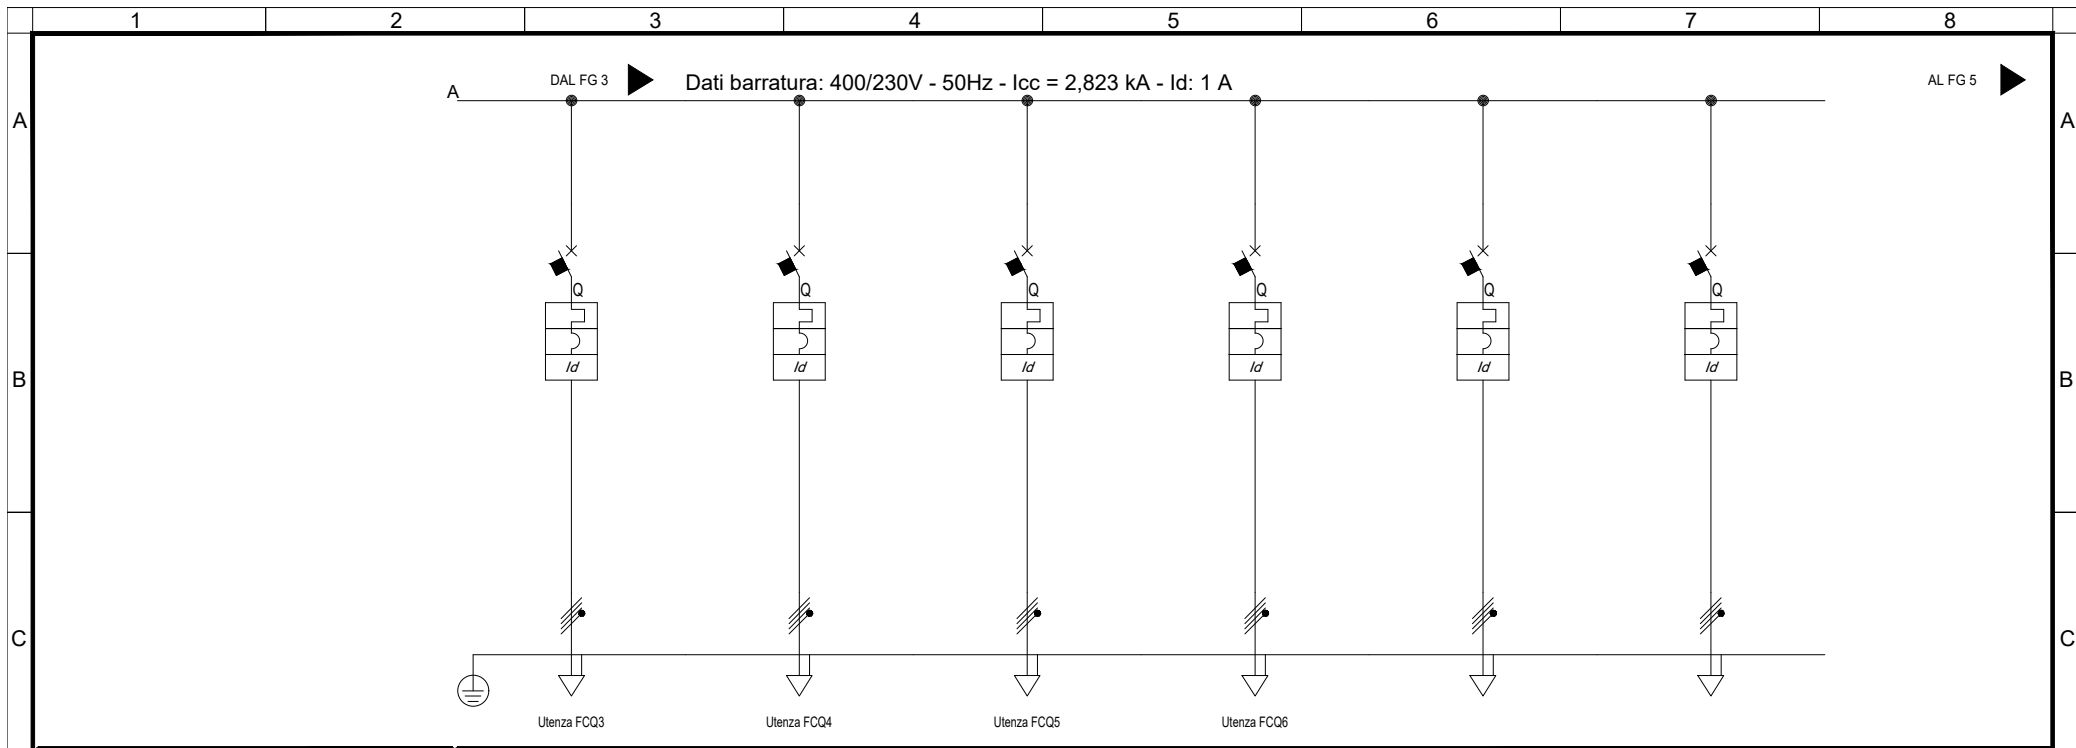 1 2 3 4 5 6 7 8
DAL FG 3 Dati barratura: 400/230V - 50Hz - Icc = 2,823 kA - Id: 1 A AL FG 5
A
A A
Q Q Q Q Q Q
Id Id Id Id Id Id
B B
C C
Utenza FCQ3 Utenza FCQ4 Utenza FCQ5 Utenza FCQ6